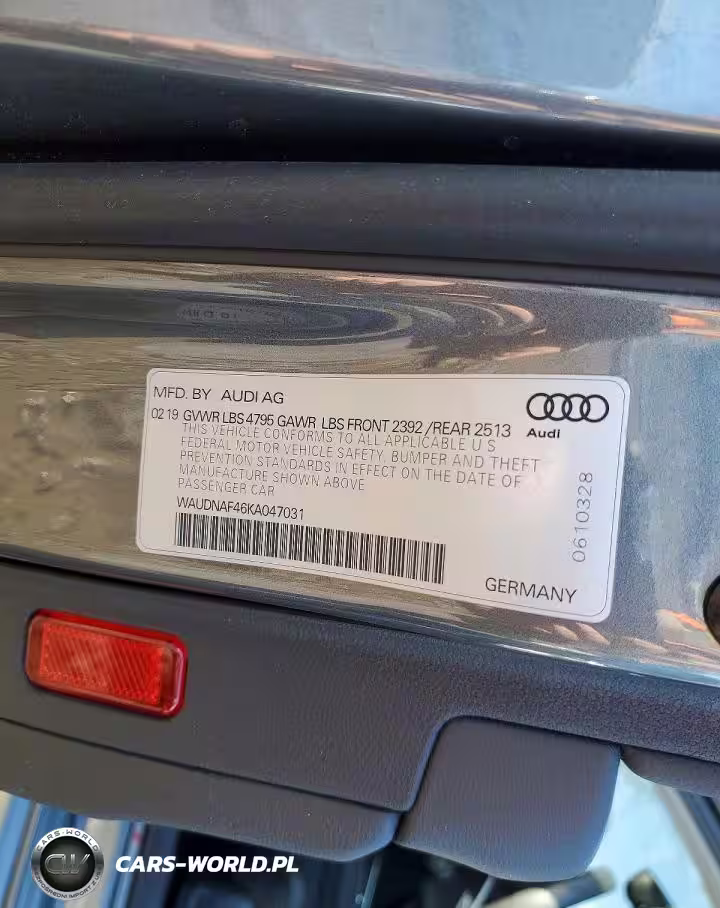 MFD. BY AUDI AG
02 19 GVWR LBS 4795 GAWR LBS FRONT 2392 /REAR 2513
THIS VEHICLE CONFORMS TO ALL APPLICABLE U S
FEDERAL MOTOR VEHICLE SAFETY, BUMPER AND THEFT
PREVENTION STANDARDS IN EFFECT ON THE DATE OF
MANUFACTURE SHOWN ABOVE
PASSENGER CAR
WAUDNAF46KA047031
Audi
0610328
GERMANY
CARS-WORLD
CARS-WORLD.PL